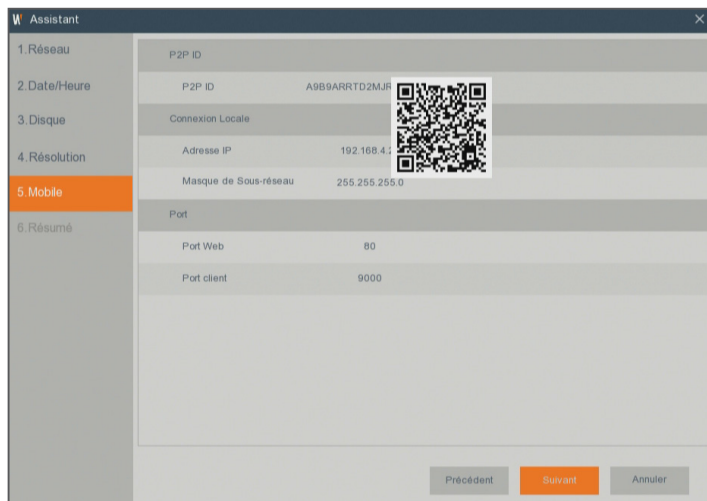 Assistant
1.Réseau
2.Date/Heure
3.Disque
4.Résolution
5.Mobile
6.Résumé
P2P ID
P2P ID
Connexion Locale
Adresse IP
Masque de Sous-réseau 255.255.255.0
Port
Port Web 80
Port client 9000
Précédent Suivant Annuler